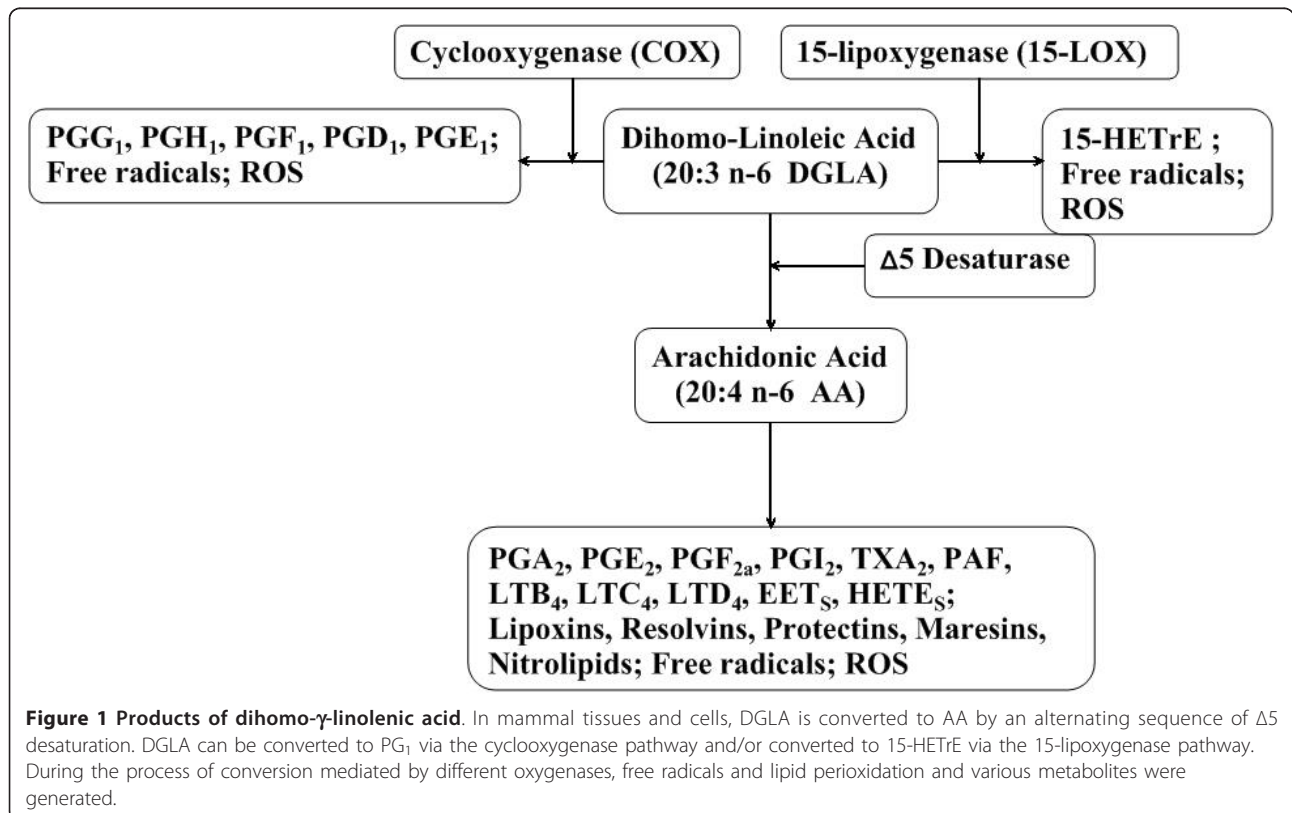 Cyclooxygenase (COX)
15-lipoxygenase (15-LOX)
PGG₁, PGH₁, PGF₁, PGD₁, PGE₁;
Free radicals; ROS
Dihomo-Linoleic Acid
(20:3 n-6 DGLA)
15-HETrE ;
Free radicals;
ROS
Δ5 Desaturase
Arachidonic Acid
(20:4 n-6 AA)
PGA₂, PGE₂, PGF₂ₐ, PGI₂, TXA₂, PAF,
LTB₄, LTC₄, LTD₄, EETS, HETES;
Lipoxins, Resolvins, Protectins, Maresins,
Nitrolipids; Free radicals; ROS
Figure 1 Products of dihomo-γ-linolenic acid. In mammal tissues and cells, DGLA is converted to AA by an alternating sequence of Δ5
desaturation. DGLA can be converted to PG₁ via the cyclooxygenase pathway and/or converted to 15-HETrE via the 15-lipoxygenase pathway.
During the process of conversion mediated by different oxygenases, free radicals and lipid perioxidation and various metabolites were
generated.